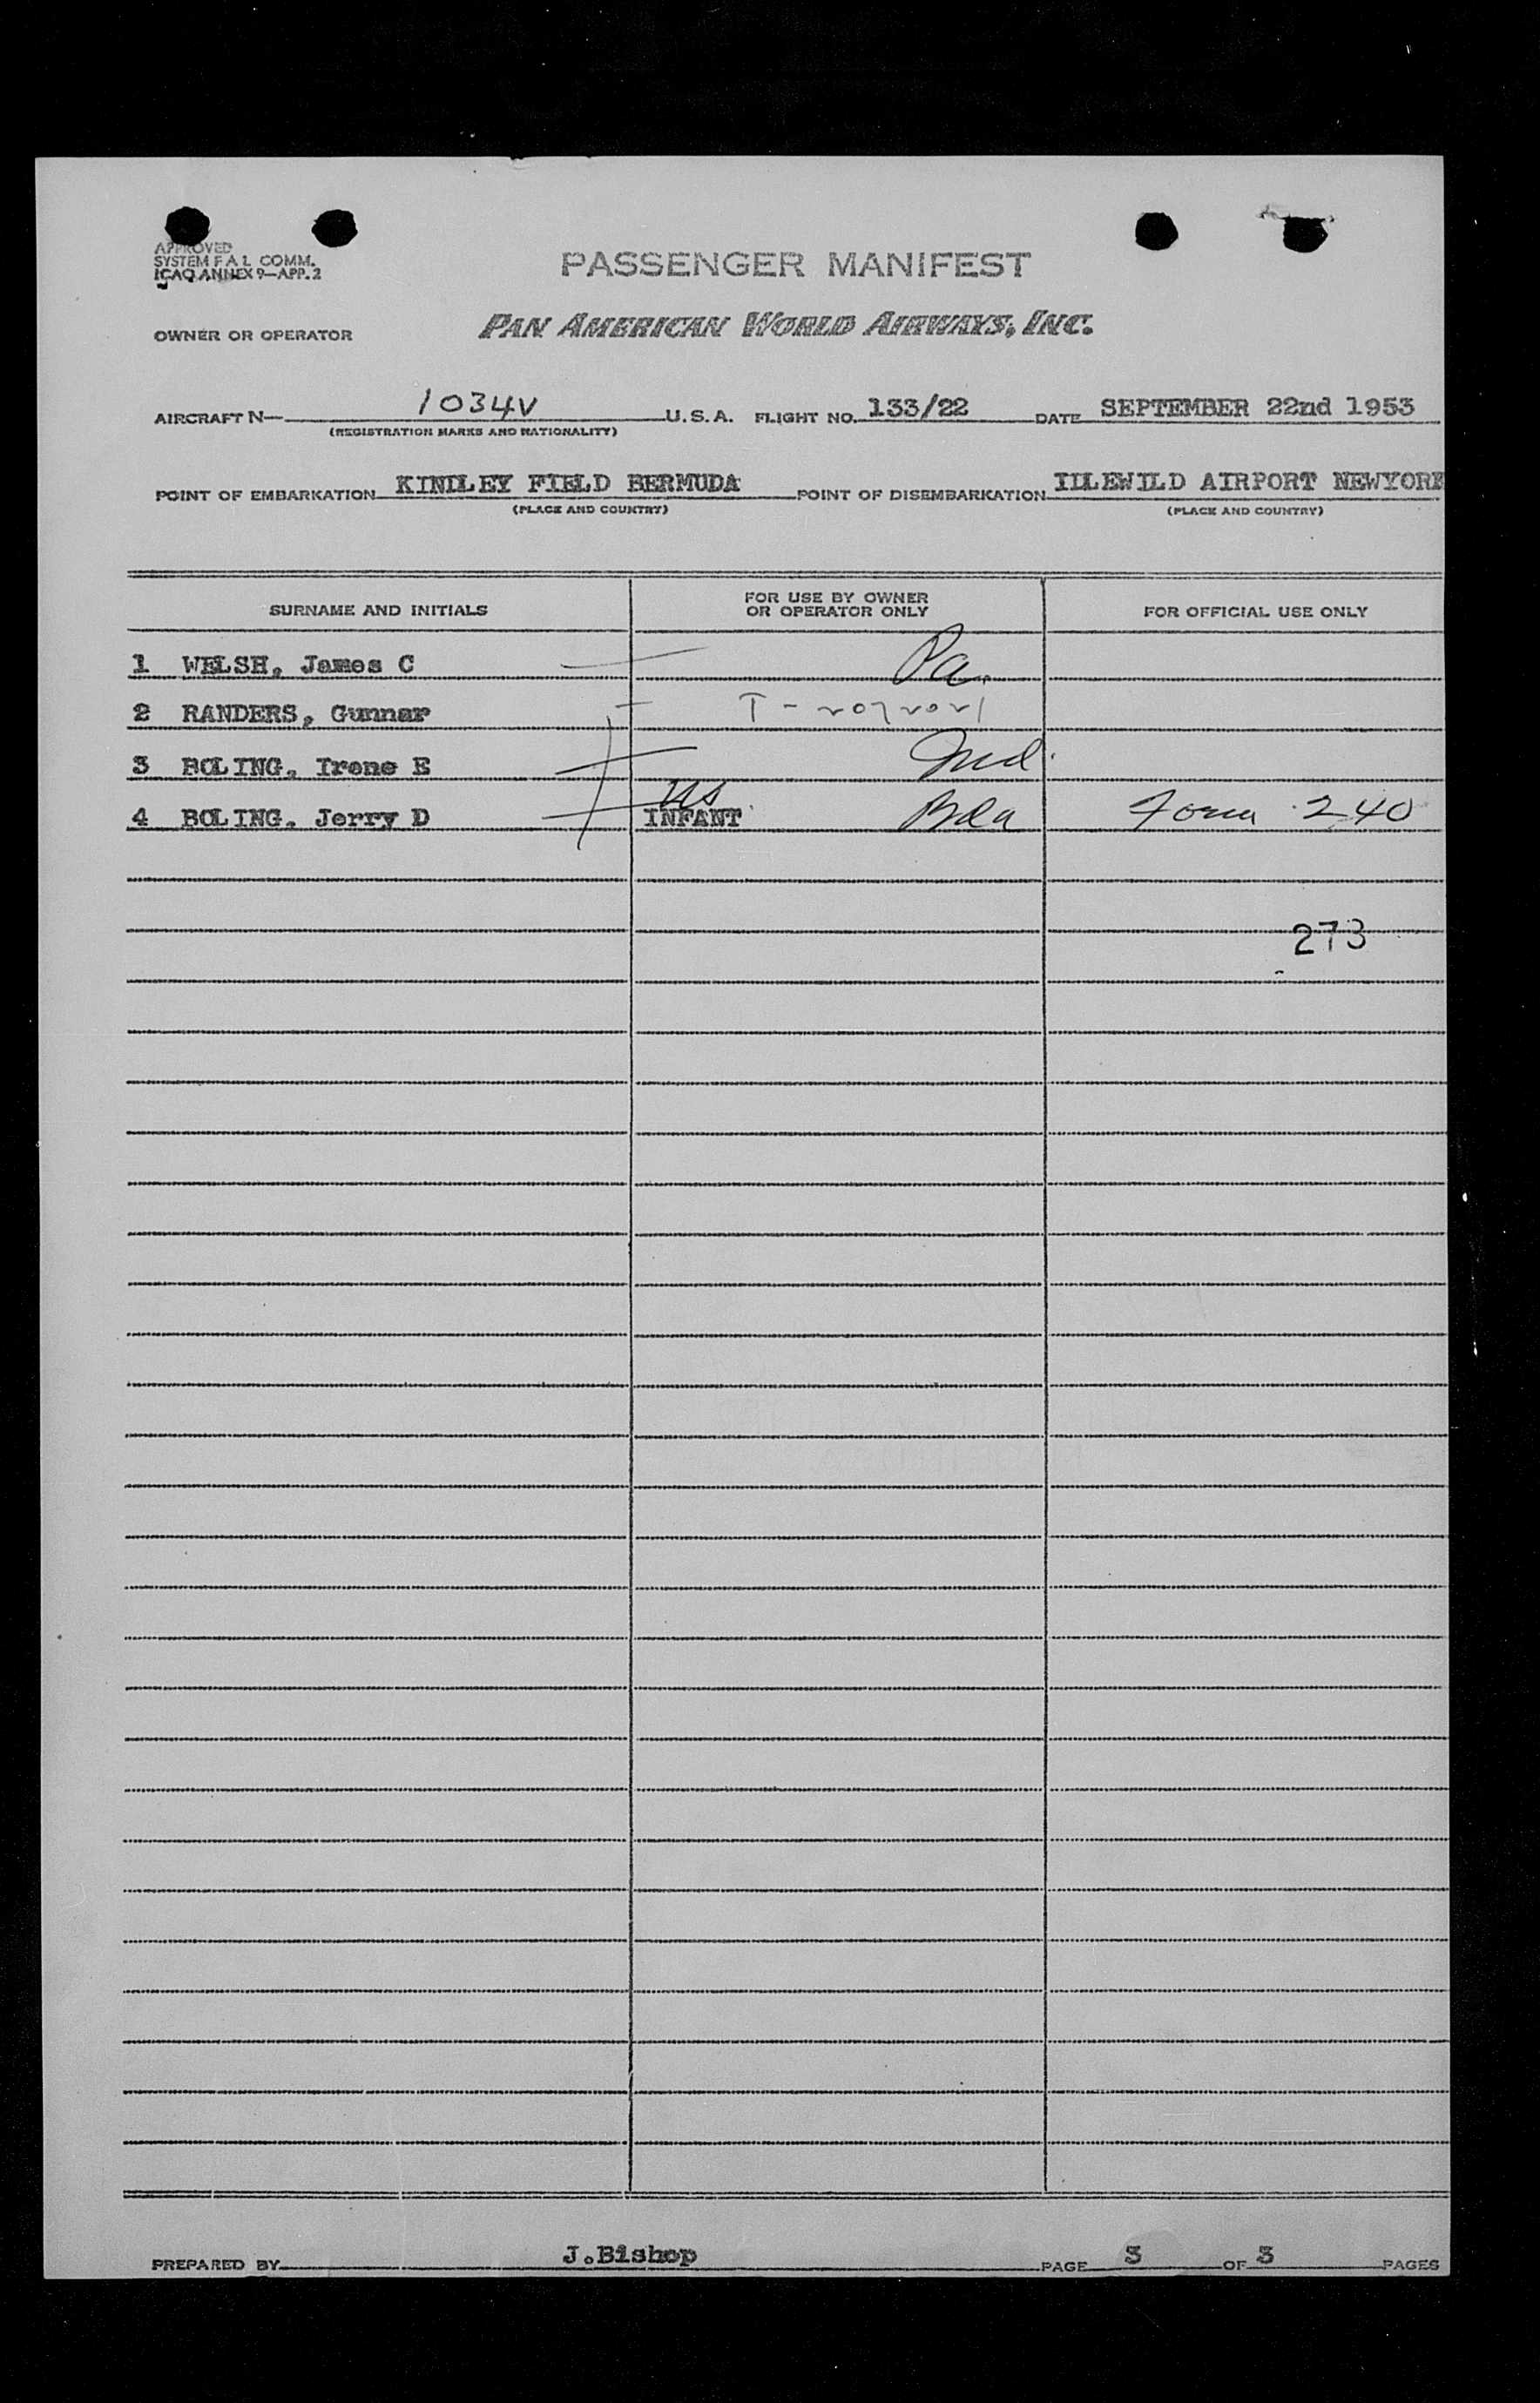 APPROVED
SYSTEM F A L COMM.
ICAO ANNEX 9—APP. 2
PASSENGER MANIFEST
OWNER OR OPERATOR PAN AMERICAN WORLD AIRWAYS, INC.
AIRCRAFT N— 1034V U.S.A. FLIGHT NO. 133/22 DATE SEPTEMBER 22nd 1953
(REGISTRATION MARKS AND NATIONALITY)
POINT OF EMBARKATION KINDLEY FIELD BERMUDA POINT OF DISEMBARKATION IDLEWILD AIRPORT NEWYORK
(PLACE AND COUNTRY) (PLACE AND COUNTRY)
SURNAME AND INITIALS FOR USE BY OWNER OR OPERATOR ONLY FOR OFFICIAL USE ONLY
1 WELSH, James C Pa.
2 RANDERS, Gunnar
3 BOLING, Irene E
US
4 BOLING, Jerry D INFANT Bda Form 240
273
PREPARED BY J.Bishop PAGE 3 OF 3 PAGES